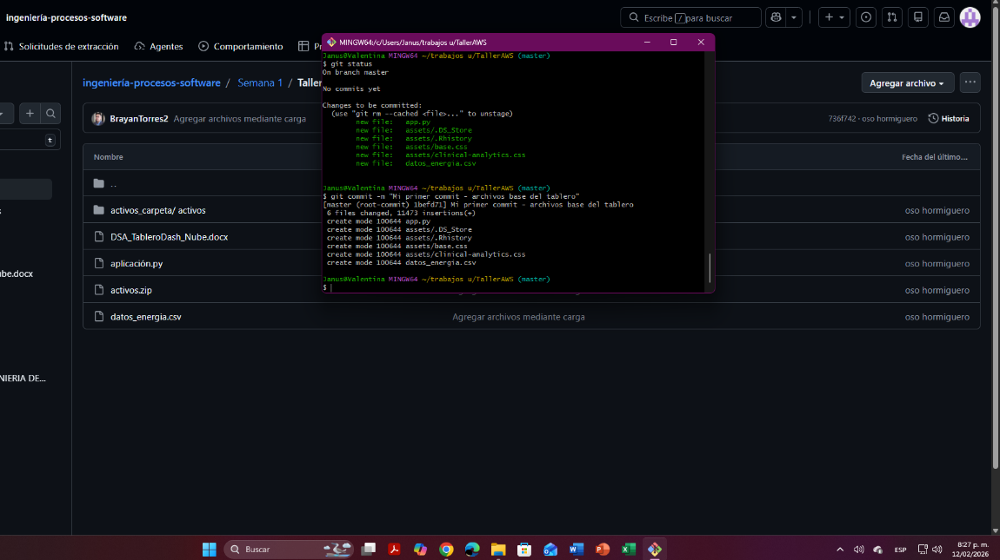 ingeniería-procesos-software
Escribe / para buscar
Solicitudes de extracción
Agentes
Comportamiento
ingeniería-procesos-software / Semana 1 /
Agregar archivo
BrayanTorres2 Agregar archivos mediante carga
736f742 · oso hormiguero
Historia
t
Nombre
Fecha del último...
..
activos_carpeta/ activos
oso hormiguero
DSA_TableroDash_Nube.docx
oso hormiguero
aplicación.py
oso hormiguero
activos.zip
oso hormiguero
datos_energia.csv
Agregar archivos mediante carga
oso hormiguero
MINGW64:/c/Users/Janus/trabajos u/TallerAWS
Janus@Valentina MINGW64 ~/trabajos u/TallerAWS (master)
$ git status
On branch master
No commits yet
Changes to be committed:
(use "git rm --cached <file>..." to unstage)
new file: app.py
new file: assets/.DS_Store
new file: assets/.Rhistory
new file: assets/base.css
new file: assets/clinical-analytics.css
new file: datos_energia.csv
Janus@Valentina MINGW64 ~/trabajos u/TallerAWS (master)
$ git commit -m "Mi primer commit - archivos base del tablero"
[master (root-commit) 1befd71] Mi primer commit - archivos base del tablero
6 files changed, 11473 insertions(+)
create mode 100644 app.py
create mode 100644 assets/.DS_Store
create mode 100644 assets/.Rhistory
create mode 100644 assets/base.css
create mode 100644 assets/clinical-analytics.css
create mode 100644 datos_energia.csv
Janus@Valentina MINGW64 ~/trabajos u/TallerAWS (master)
$
Buscar
ESP
8:27 p. m.
12/02/2026